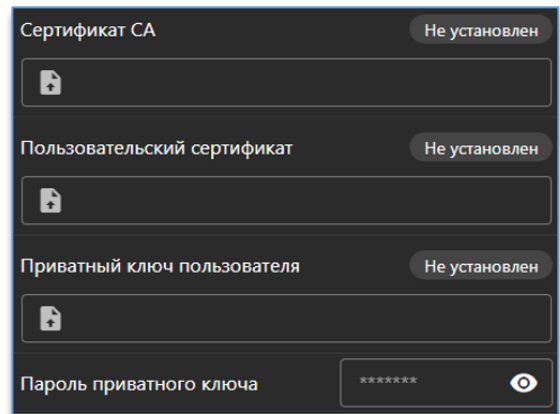 Сертификат CA Не установлен
Пользовательский сертификат Не установлен
Приватный ключ пользователя Не установлен
Пароль приватного ключа *******